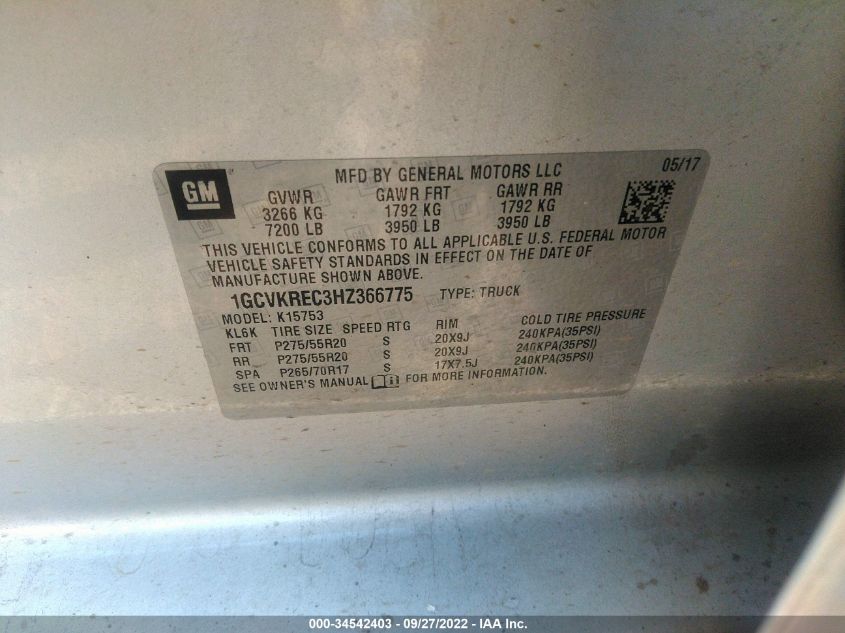 GM
MFD BY GENERAL MOTORS LLC 05/17
GVWR GAWR FRT GAWR RR
3266 KG 1792 KG 1792 KG
7200 LB 3950 LB 3950 LB
THIS VEHICLE CONFORMS TO ALL APPLICABLE U.S. FEDERAL MOTOR
VEHICLE SAFETY STANDARDS IN EFFECT ON THE DATE OF
MANUFACTURE SHOWN ABOVE.
1GCVKREC3HZ366775 TYPE: TRUCK
MODEL: K15753
KL6K TIRE SIZE SPEED RTG RIM COLD TIRE PRESSURE
FRT P275/55R20 S 20X9J 240KPA(35PSI)
RR P275/55R20 S 20X9J 240KPA(35PSI)
SPA P265/70R17 S 17X7.5J 240KPA(35PSI)
SEE OWNER'S MANUAL i FOR MORE INFORMATION.
000-34542403 - 09/27/2022 - IAA Inc.